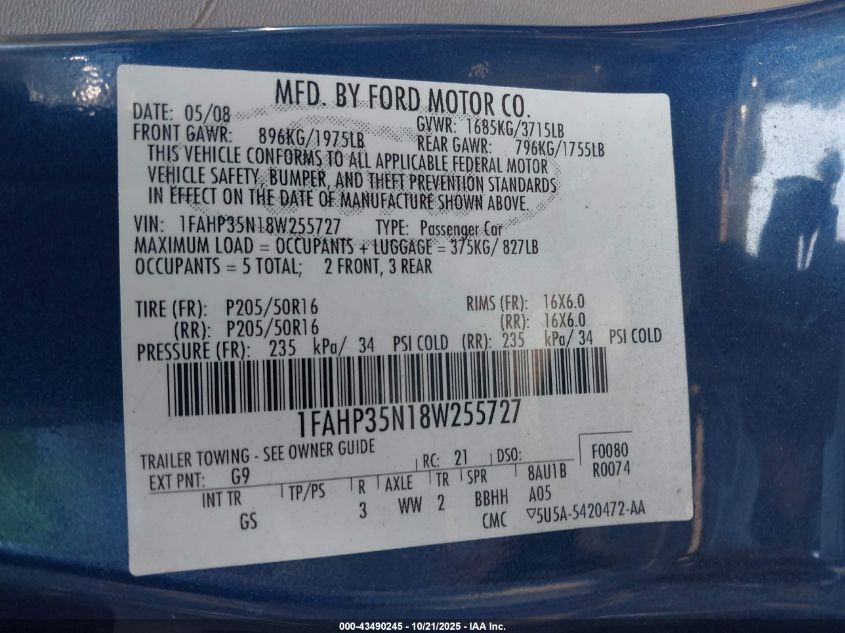 MFD. BY FORD MOTOR CO.
DATE: 05/08 GVWR: 1685KG/3715LB
FRONT GAWR: 896KG/1975LB REAR GAWR: 796KG/1755LB
THIS VEHICLE CONFORMS TO ALL APPLICABLE FEDERAL MOTOR
VEHICLE SAFETY, BUMPER, AND THEFT PREVENTION STANDARDS
IN EFFECT ON THE DATE OF MANUFACTURE SHOWN ABOVE.
VIN: 1FAHP35N18W255727 TYPE: Passenger Car
MAXIMUM LOAD = OCCUPANTS + LUGGAGE = 375KG/ 827LB
OCCUPANTS = 5 TOTAL; 2 FRONT, 3 REAR
TIRE (FR): P205/50R16 RIMS (FR): 16X6.0
(RR): P205/50R16 (RR): 16X6.0
PRESSURE (FR): 235 kPa/ 34 PSI COLD (RR): 235 kPa/ 34 PSI COLD
1FAHP35N18W255727
TRAILER TOWING - SEE OWNER GUIDE RC: 21 DSO: F0080
EXT PNT: G9 R0074
INT TR TP/PS R AXLE TR SPR 8AU1B
GS 3 WW 2 BBHH A05
CMC ▽5U5A-5420472-AA
000-43490245 - 10/21/2025 - IAA Inc.